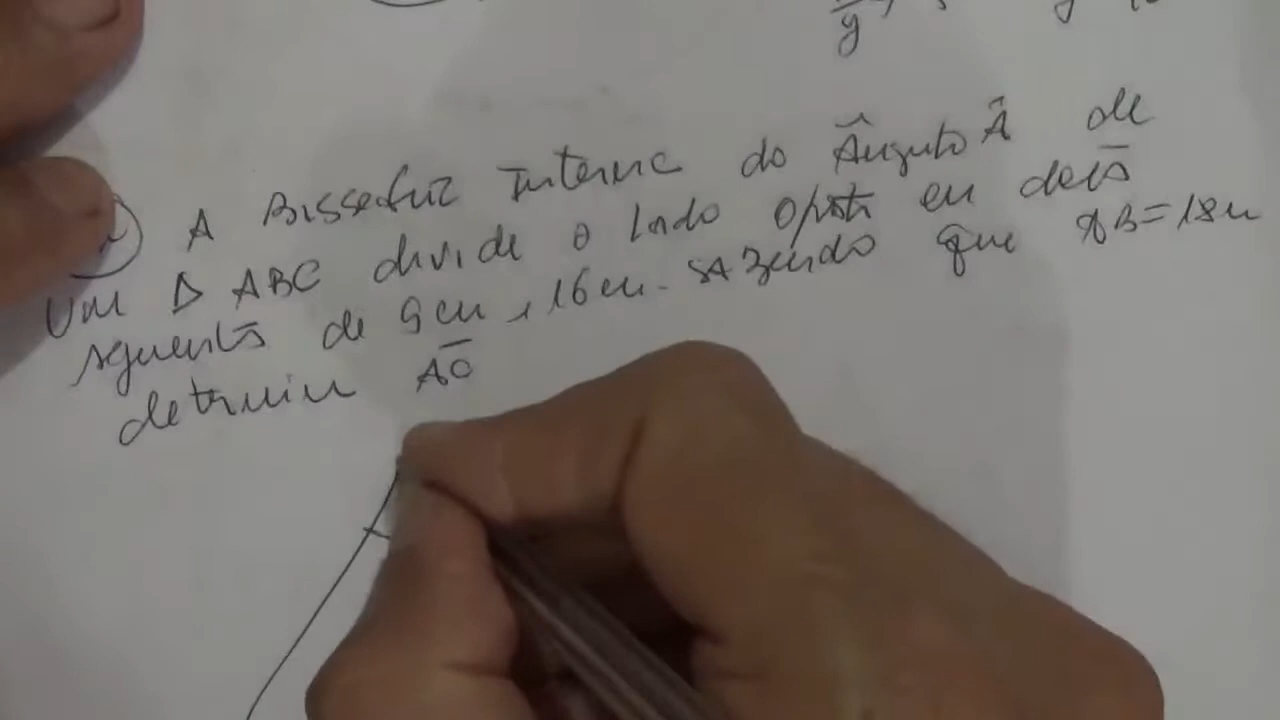 y
A Bissetriz Interna do Ângulo Â de
Um Δ ABC divide o lado oposto em dois
segmentos de 9cm e 16cm. SABendo que AB=18cm
determine AC